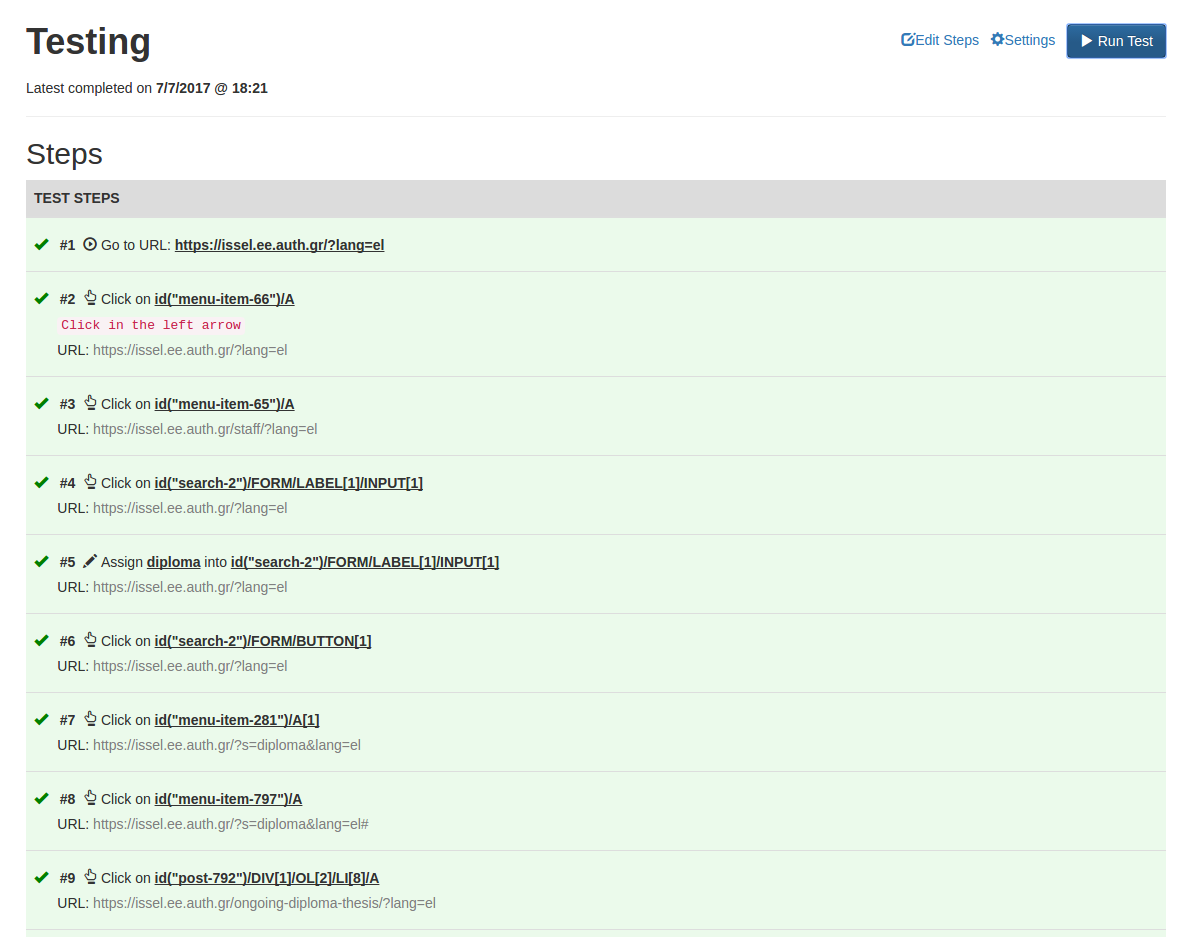 Testing
Edit Steps Settings Run Test
Latest completed on 7/7/2017 @ 18:21
Steps
TEST STEPS
#1 Go to URL: https://issel.ee.auth.gr/?lang=el
#2 Click on id("menu-item-66")/A
Click in the left arrow
URL: https://issel.ee.auth.gr/?lang=el
#3 Click on id("menu-item-65")/A
URL: https://issel.ee.auth.gr/staff/?lang=el
#4 Click on id("search-2")/FORM/LABEL[1]/INPUT[1]
URL: https://issel.ee.auth.gr/?lang=el
#5 Assign diploma into id("search-2")/FORM/LABEL[1]/INPUT[1]
URL: https://issel.ee.auth.gr/?lang=el
#6 Click on id("search-2")/FORM/BUTTON[1]
URL: https://issel.ee.auth.gr/?lang=el
#7 Click on id("menu-item-281")/A[1]
URL: https://issel.ee.auth.gr/?s=diploma&lang=el
#8 Click on id("menu-item-797")/A
URL: https://issel.ee.auth.gr/?s=diploma&lang=el#
#9 Click on id("post-792")/DIV[1]/OL[2]/LI[8]/A
URL: https://issel.ee.auth.gr/ongoing-diploma-thesis/?lang=el